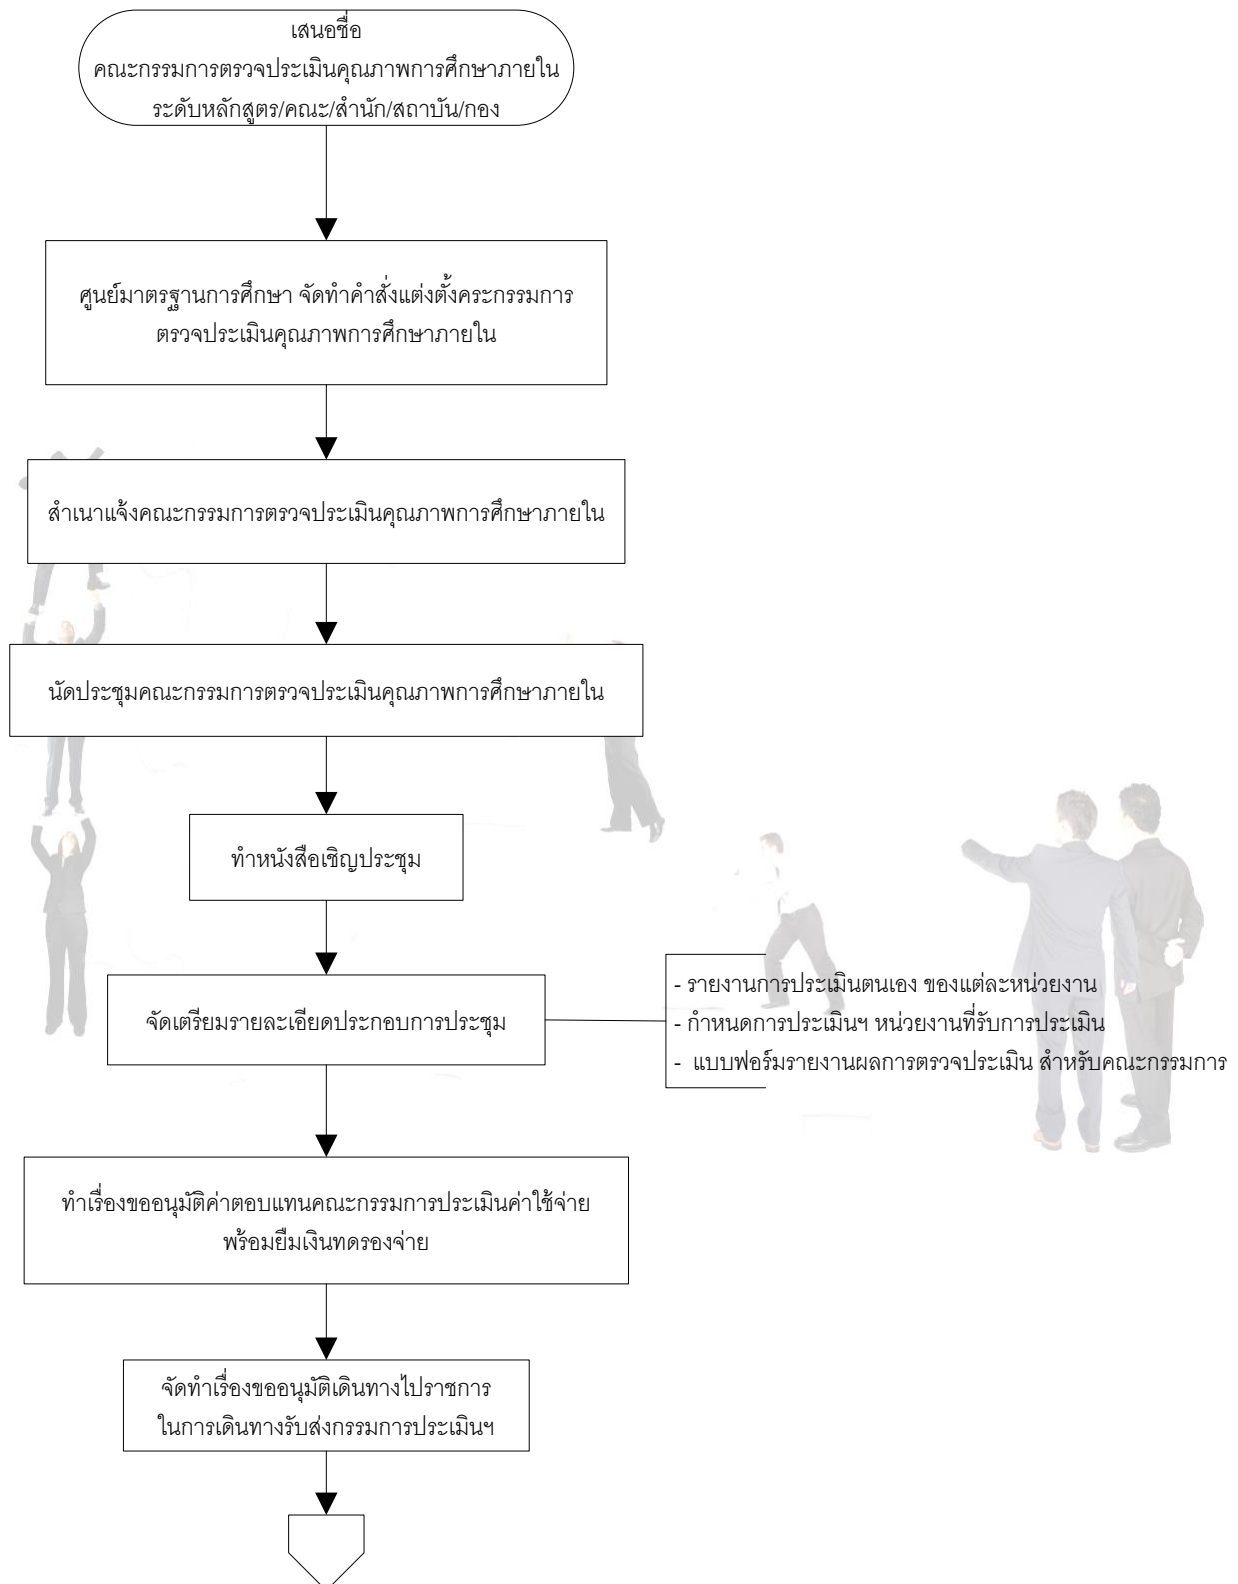 เสนอชื่อ
คณะกรรมการตรวจประเมินคุณภาพการศึกษาภายใน
ระดับหลักสูตร/คณะ/สำนัก/สถาบัน/กอง
ศูนย์มาตรฐานการศึกษา จัดทำคำสั่งแต่งตั้งคระกรรมการ
ตรวจประเมินคุณภาพการศึกษาภายใน
สำเนาแจ้งคณะกรรมการตรวจประเมินคุณภาพการศึกษาภายใน
นัดประชุมคณะกรรมการตรวจประเมินคุณภาพการศึกษาภายใน
ทำหนังสือเชิญประชุม
จัดเตรียมรายละเอียดประกอบการประชุม
- รายงานการประเมินตนเอง ของแต่ละหน่วยงาน
- กำหนดการประเมินฯ หน่วยงานที่รับการประเมิน
- แบบฟอร์มรายงานผลการตรวจประเมิน สำหรับคณะกรรมการ
ทำเรื่องขออนุมัติค่าตอบแทนคณะกรรมการประเมินค่าใช้จ่าย
พร้อมยืมเงินทดรองจ่าย
จัดทำเรื่องขออนุมัติเดินทางไปราชการ
ในการเดินทางรับส่งกรรมการประเมินฯ